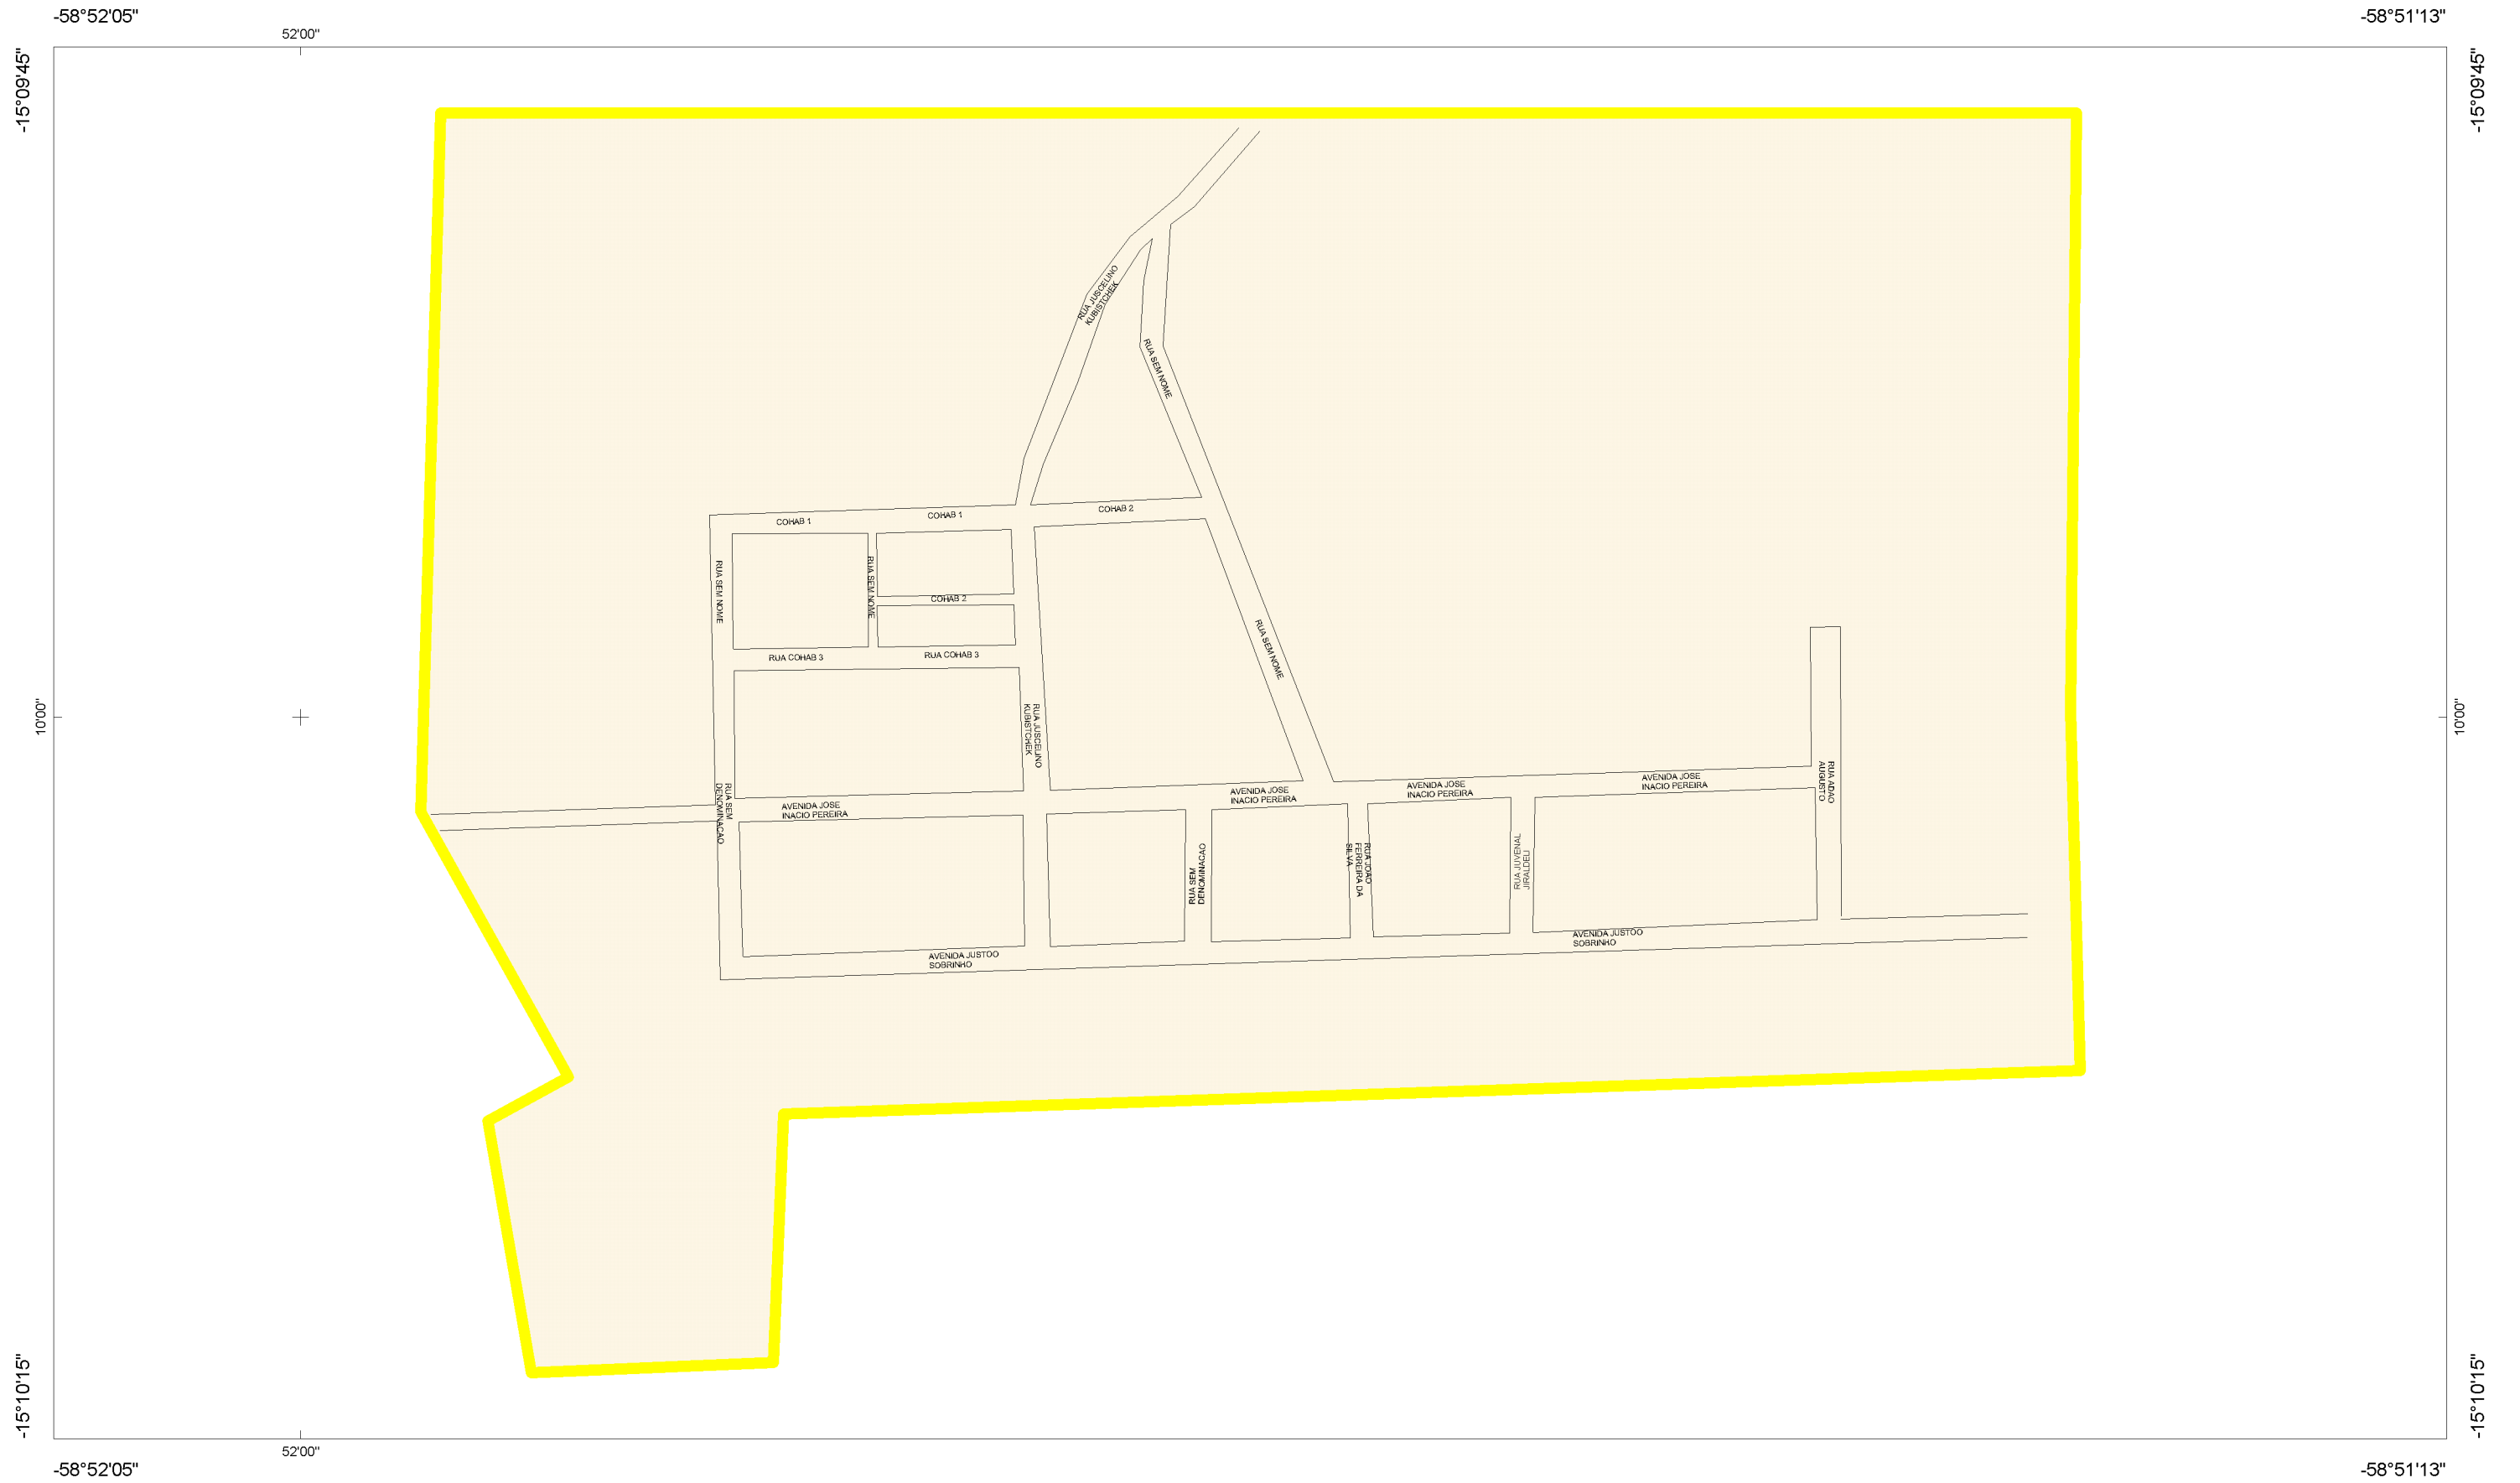 -58°52'05"
-58°51'13"
52'00"
-15°09'45"
-15°09'45"
RUA JUSCELINO
KUBISTCHEK
RUA SEM NOME
COHAB 1
COHAB 1
COHAB 2
RUA SEM NOME
RUA SEM NOME
COHAB 2
RUA COHAB 3
RUA COHAB 3
RUA SEM NOME
10'00"
10'00"
RUA JUSCELINO
KUBISTCHEK
RUA SEM
DENOMINACAO
AVENIDA JOSE
INACIO PEREIRA
AVENIDA JOSE
INACIO PEREIRA
AVENIDA JOSE
INACIO PEREIRA
AVENIDA JOSE
INACIO PEREIRA
RUA ADAO
AUGUSTO
RUA SEM
DENOMINACAO
RUA JOAO
FERREIRA DA
SILVA
RUA JUVENAL
JIRALDELI
AVENIDA JUSTOO
SOBRINHO
AVENIDA JUSTOO
SOBRINHO
-15°10'15"
-15°10'15"
52'00"
-58°52'05"
-58°51'13"